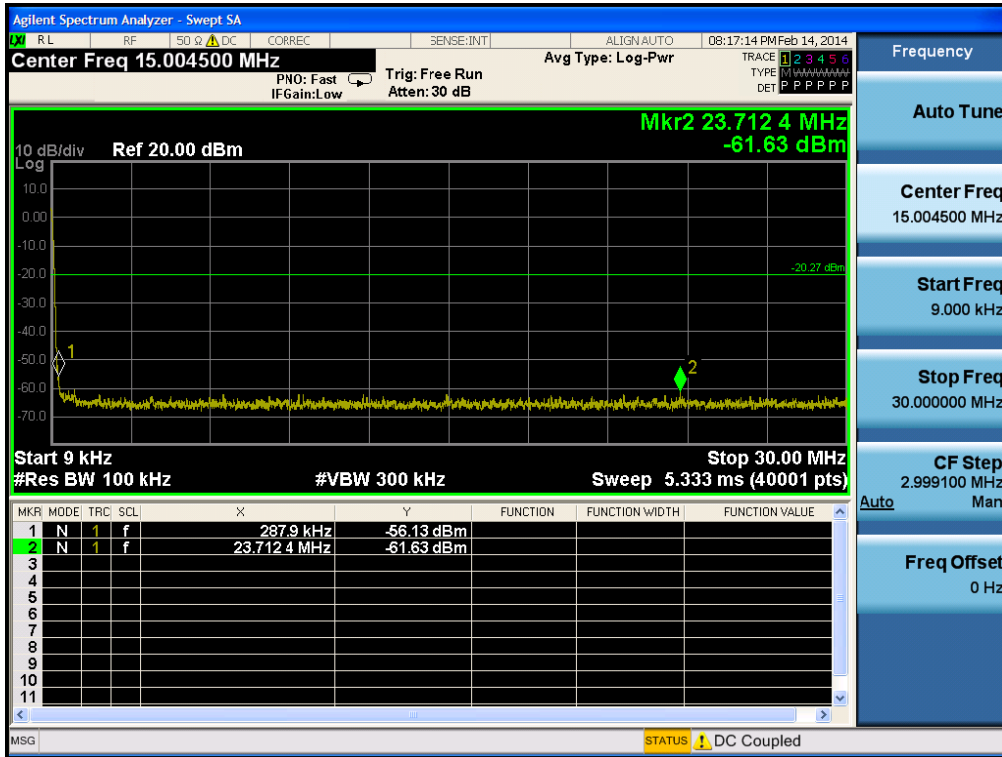 Agilent Spectrum Analyzer - Swept SA
LXI RL RF 50 Ω DC CORREC SENSE:INT ALIGN AUTO 08:17:14 PM Feb 14, 2014
Center Freq 15.004500 MHz
PNO: Fast
IFGain:Low
Trig: Free Run
Atten: 30 dB
Avg Type: Log-Pwr
TRACE 1 2 3 4 5 6
TYPE M
DET P P P P P P
Mkr2 23.712 4 MHz
-61.63 dBm
10 dB/div Ref 20.00 dBm
Log
10.0
0.00
-10.0
-20.0
-20.27 dBm
-30.0
-40.0
-50.0
1
2
-60.0
-70.0
Start 9 kHz
Stop 30.00 MHz
#Res BW 100 kHz #VBW 300 kHz Sweep 5.333 ms (40001 pts)
MKR MODE TRC SCL X Y FUNCTION FUNCTION WIDTH FUNCTION VALUE
1 N 1 f 287.9 kHz -56.13 dBm
2 N 1 f 23.712 4 MHz -61.63 dBm
3
4
5
6
7
8
9
10
11
MSG
STATUS DC Coupled
Frequency
Auto Tune
Center Freq
15.004500 MHz
Start Freq
9.000 kHz
Stop Freq
30.000000 MHz
CF Step
2.999100 MHz
Auto Man
Freq Offset
0 Hz